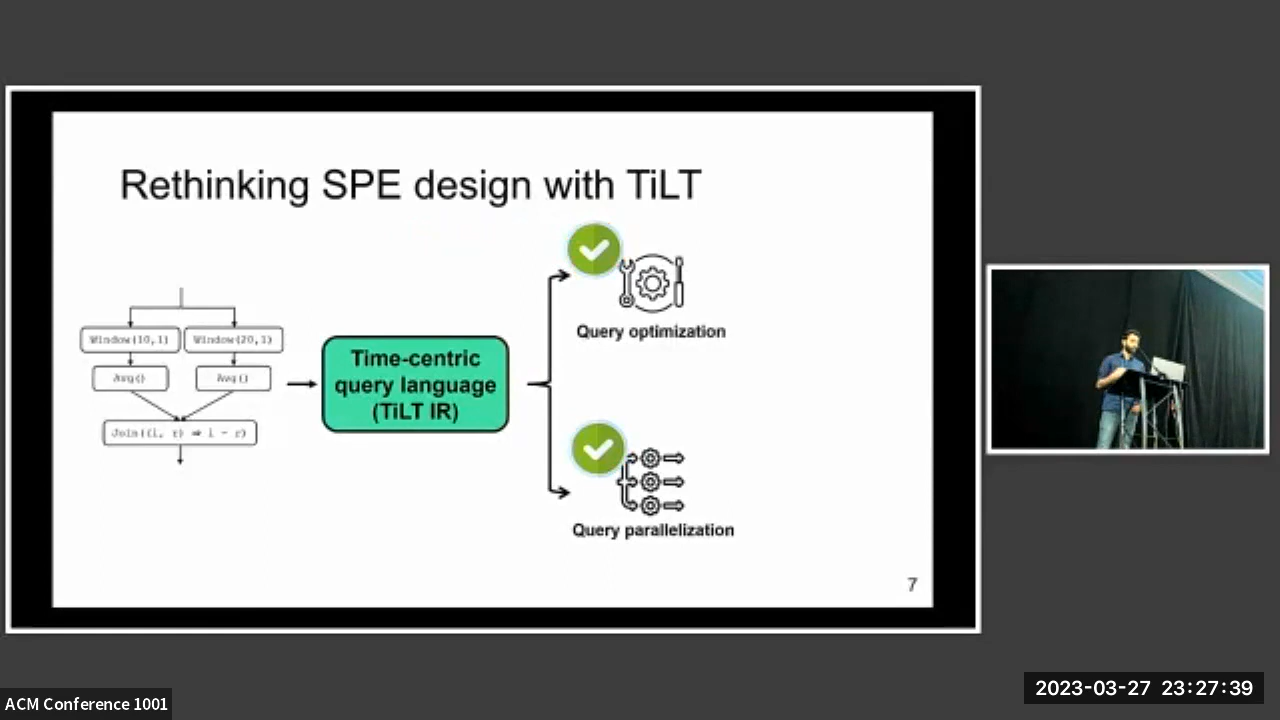 Rethinking SPE design with TiLT
Window(10,1)
Window(20,1)
Avg()
Avg()
Join((l, r) => l - r)
Time-centric
query language
(TiLT IR)
Query optimization
Query parallelization
7
2023-03-27 23:27:39
ACM Conference 1001